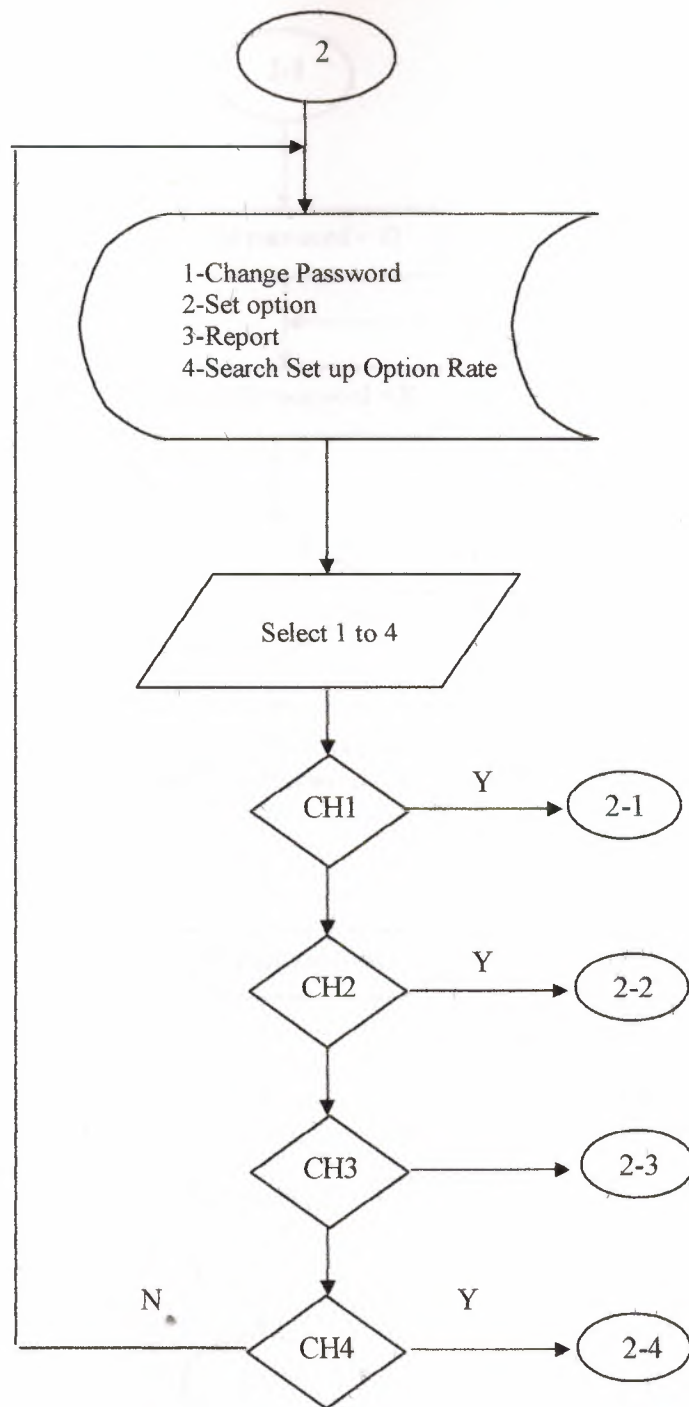 2
1-Change Password
2-Set option
3-Report
4-Search Set up Option Rate
Select 1 to 4
CH1
Y
2-1
CH2
Y
2-2
CH3
2-3
N
CH4
Y
2-4